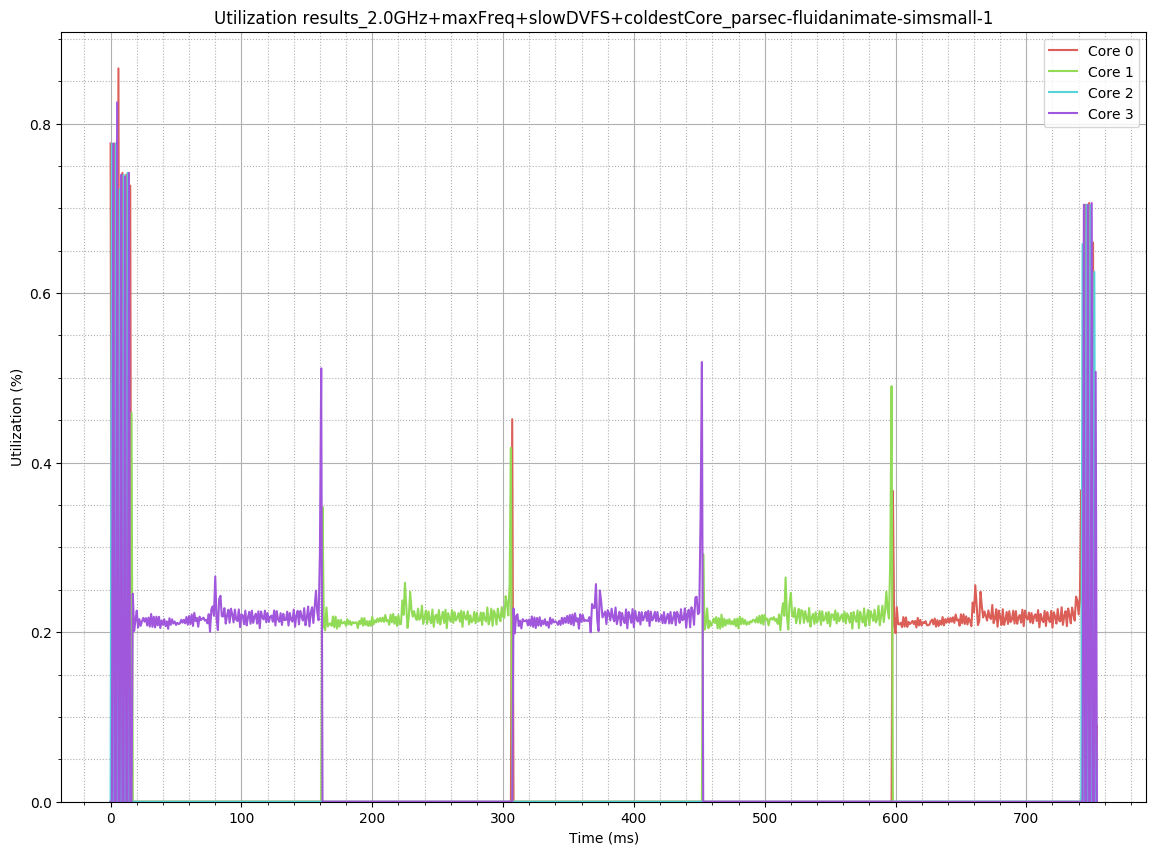 Utilization results_2.0GHz+maxFreq+slowDVFS+coldestCore_parsec-fluidanimate-simsmall-1
Core 0
Core 1
Core 2
Core 3
Utilization (%)
0.8
0.6
0.4
0.2
0.0
0 100 200 300 400 500 600 700
Time (ms)